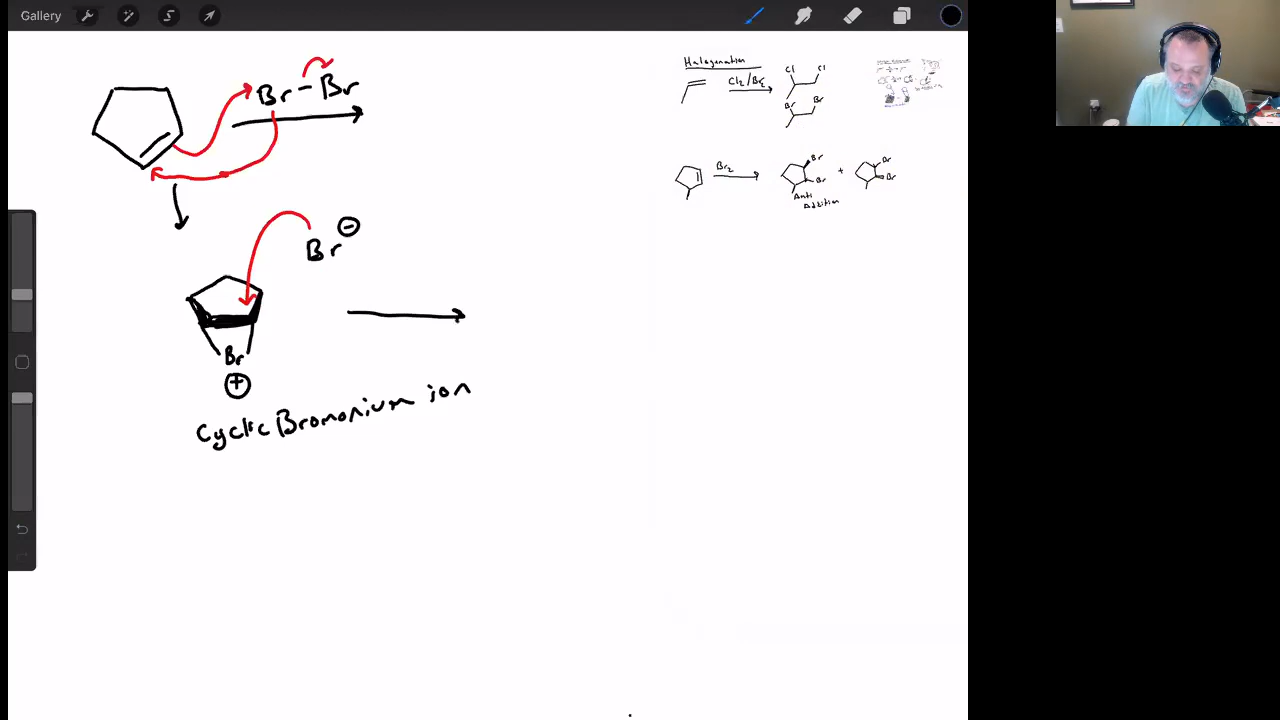 Gallery
Br-Br
Br ⊖
Br
⊕
Cyclic Bromonium ion
Halogenation
Cl2/Br2
Cl Cl
Br Br
Br2
Br
Br
+
Br
Br
Anti
Addition